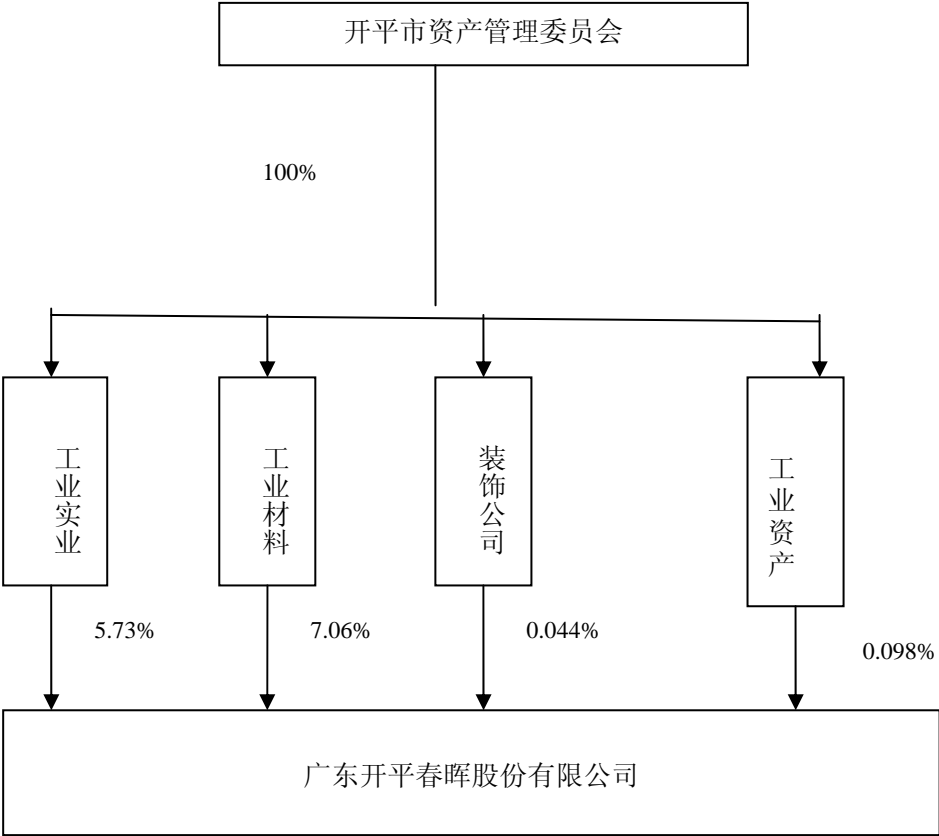 开平市资产管理委员会
100%
工业实业
工业材料
装饰公司
工业资产
5.73%
7.06%
0.044%
0.098%
广东开平春晖股份有限公司